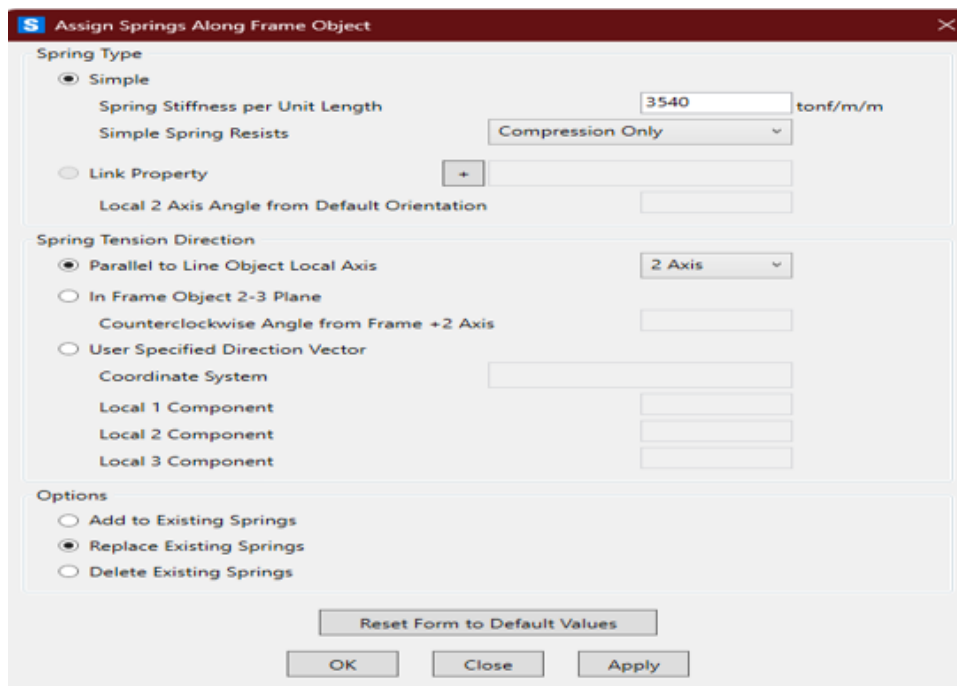 S Assign Springs Along Frame Object
Spring Type
Simple
Spring Stiffness per Unit Length 3540 tonf/m/m
Simple Spring Resists Compression Only
Link Property +
Local 2 Axis Angle from Default Orientation
Spring Tension Direction
Parallel to Line Object Local Axis 2 Axis
In Frame Object 2-3 Plane
Counterclockwise Angle from Frame +2 Axis
User Specified Direction Vector
Coordinate System
Local 1 Component
Local 2 Component
Local 3 Component
Options
Add to Existing Springs
Replace Existing Springs
Delete Existing Springs
Reset Form to Default Values
OK Close Apply